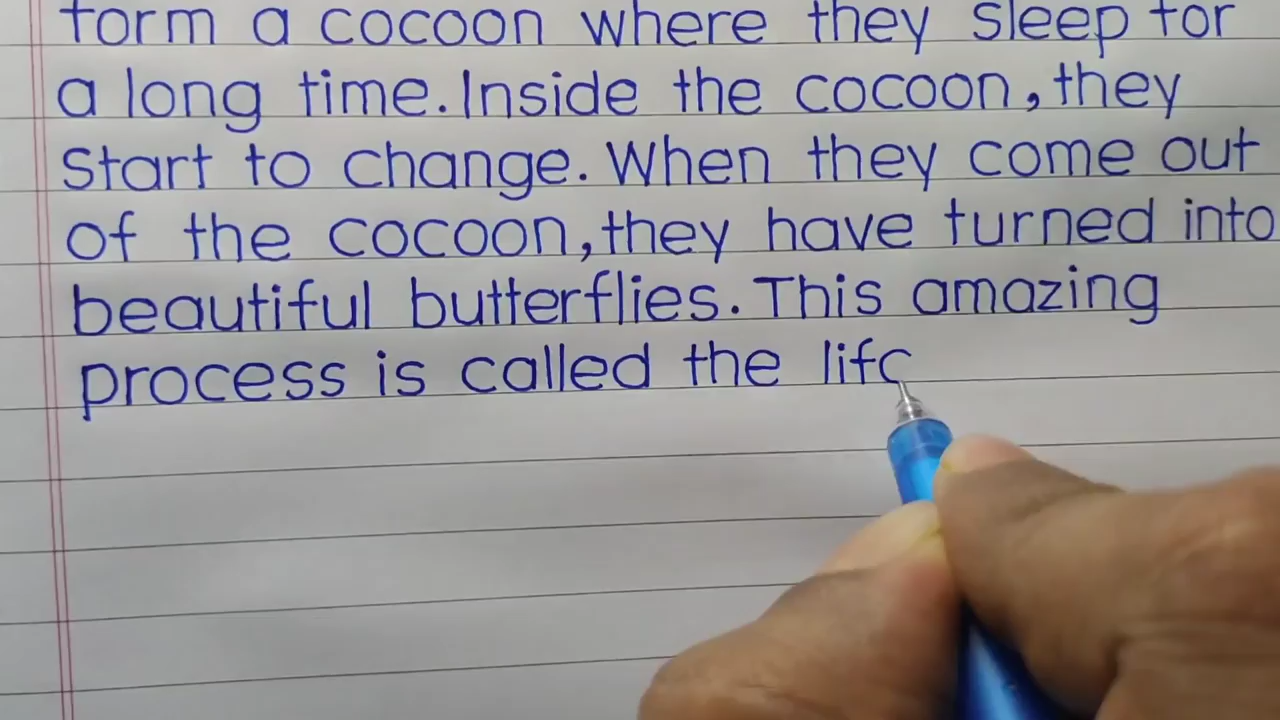 form a cocoon where they sleep for
a long time. Inside the cocoon, they
start to change. When they come out
of the cocoon, they have turned into
beautiful butterflies. This amazing
process is called the lifc